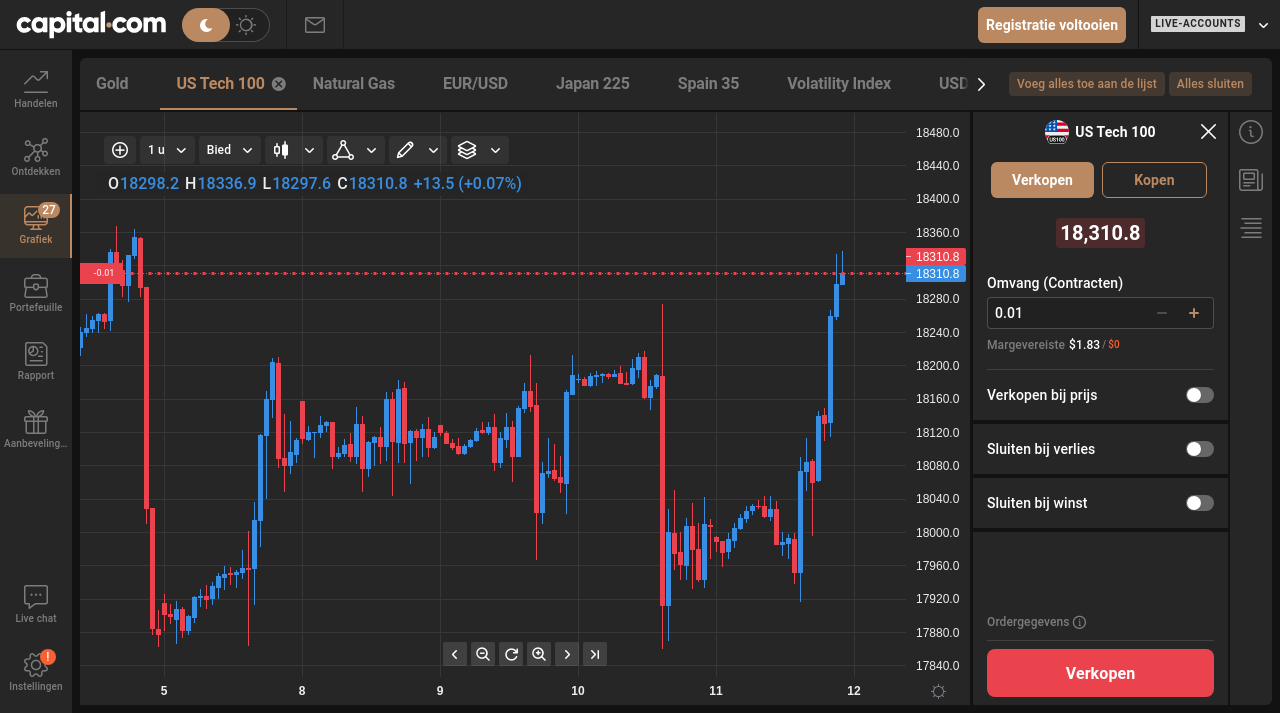 capital.com
Registratie voltooien
LIVE-ACCOUNTS
Handelen
Ontdekken
27
Grafiek
Portefeuille
Rapport
Aanbeveling...
Live chat
!
Instellingen
Gold
US Tech 100
Natural Gas
EUR/USD
Japan 225
Spain 35
Volatility Index
USD
Voeg alles toe aan de lijst
Alles sluiten
1 u
Bied
O18298.2 H18336.9 L18297.6 C18310.8 +13.5 (+0.07%)
-0.01
18480.0
18440.0
18400.0
18360.0
18310.8
18310.8
18280.0
18240.0
18200.0
18160.0
18120.0
18080.0
18040.0
18000.0
17960.0
17920.0
17880.0
17840.0
5 8 9 10 11 12
US100
US Tech 100
Verkopen
Kopen
18,310.8
Omvang (Contracten)
0.01
Margevereiste $1.83 / $0
Verkopen bij prijs
Sluiten bij verlies
Sluiten bij winst
Ordergegevens
Verkopen